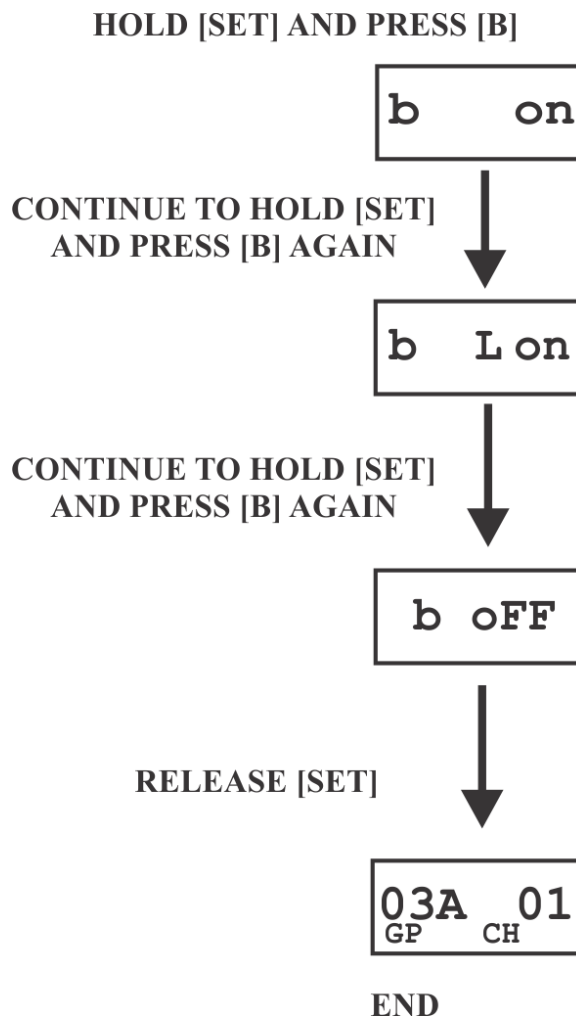 HOLD [SET] AND PRESS [B]
b on
CONTINUE TO HOLD [SET]
AND PRESS [B] AGAIN
b L on
CONTINUE TO HOLD [SET]
AND PRESS [B] AGAIN
b oFF
RELEASE [SET]
03A 01
GP CH
END